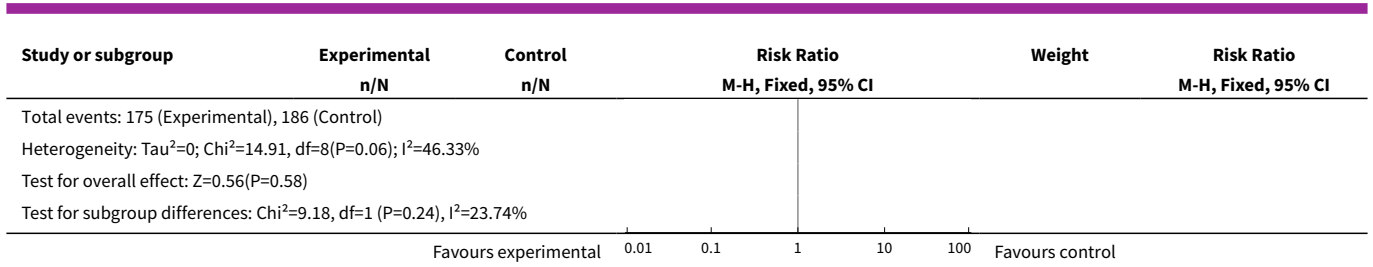 Study or subgroup Experimental Control Risk Ratio Weight Risk Ratio
n/N n/N M-H, Fixed, 95% CI M-H, Fixed, 95% CI
Total events: 175 (Experimental), 186 (Control)
Heterogeneity: Tau²=0; Chi²=14.91, df=8(P=0.06); I²=46.33%
Test for overall effect: Z=0.56(P=0.58)
Test for subgroup differences: Chi²=9.18, df=1 (P=0.24), I²=23.74%
Favours experimental 0.01 0.1 1 10 100 Favours control